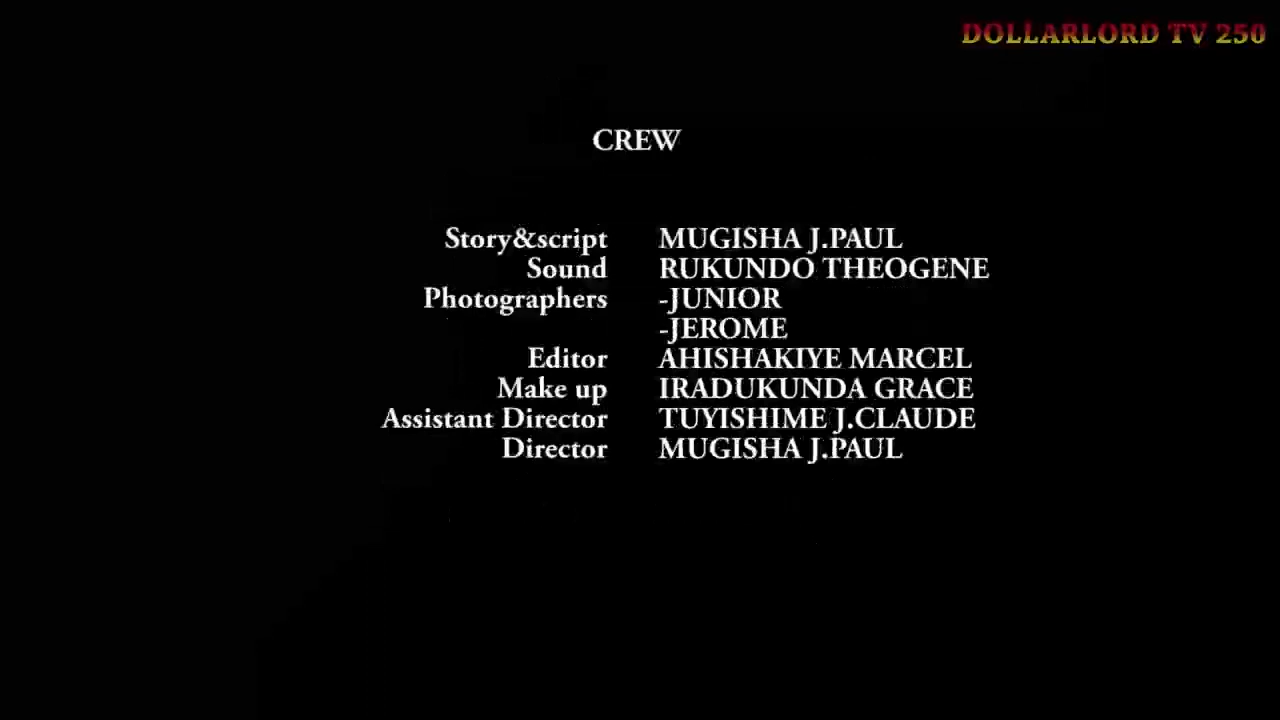 DOLLARLORD TV 250
CREW
Story&script MUGISHA J.PAUL
Sound RUKUNDO THEOGENE
Photographers -JUNIOR
-JEROME
Editor AHISHAKIYE MARCEL
Make up IRADUKUNDA GRACE
Assistant Director TUYISHIME J.CLAUDE
Director MUGISHA J.PAUL